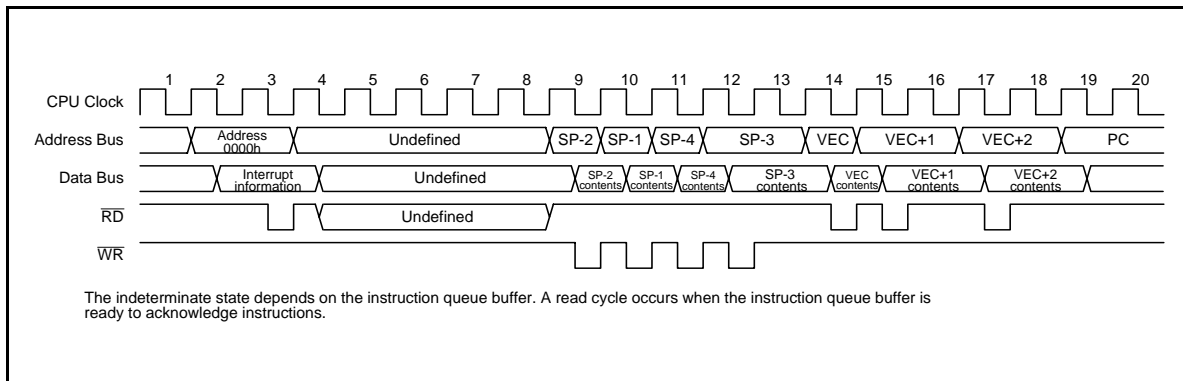 1 2 3 4 5 6 7 8 9 10 11 12 13 14 15 16 17 18 19 20
CPU Clock
Address Bus
Address
0000h
Undefined
SP-2
SP-1
SP-4
SP-3
VEC
VEC+1
VEC+2
PC
Data Bus
Interrupt
information
Undefined
SP-2
contents
SP-1
contents
SP-4
contents
SP-3
contents
VEC
contents
VEC+1
contents
VEC+2
contents
RD
Undefined
WR
The indeterminate state depends on the instruction queue buffer. A read cycle occurs when the instruction queue buffer is
ready to acknowledge instructions.